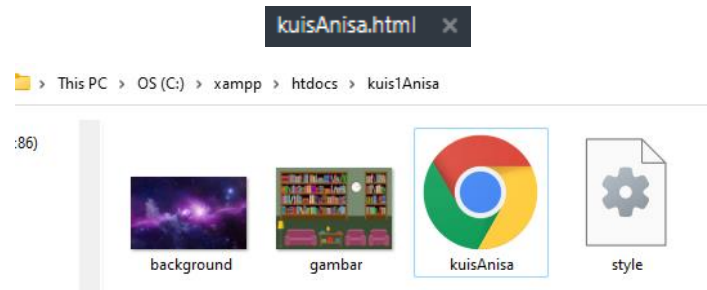 kuisAnisa.html ×
> This PC > OS (C:) > xampp > htdocs > kuis1Anisa
:86)
background gambar kuisAnisa style